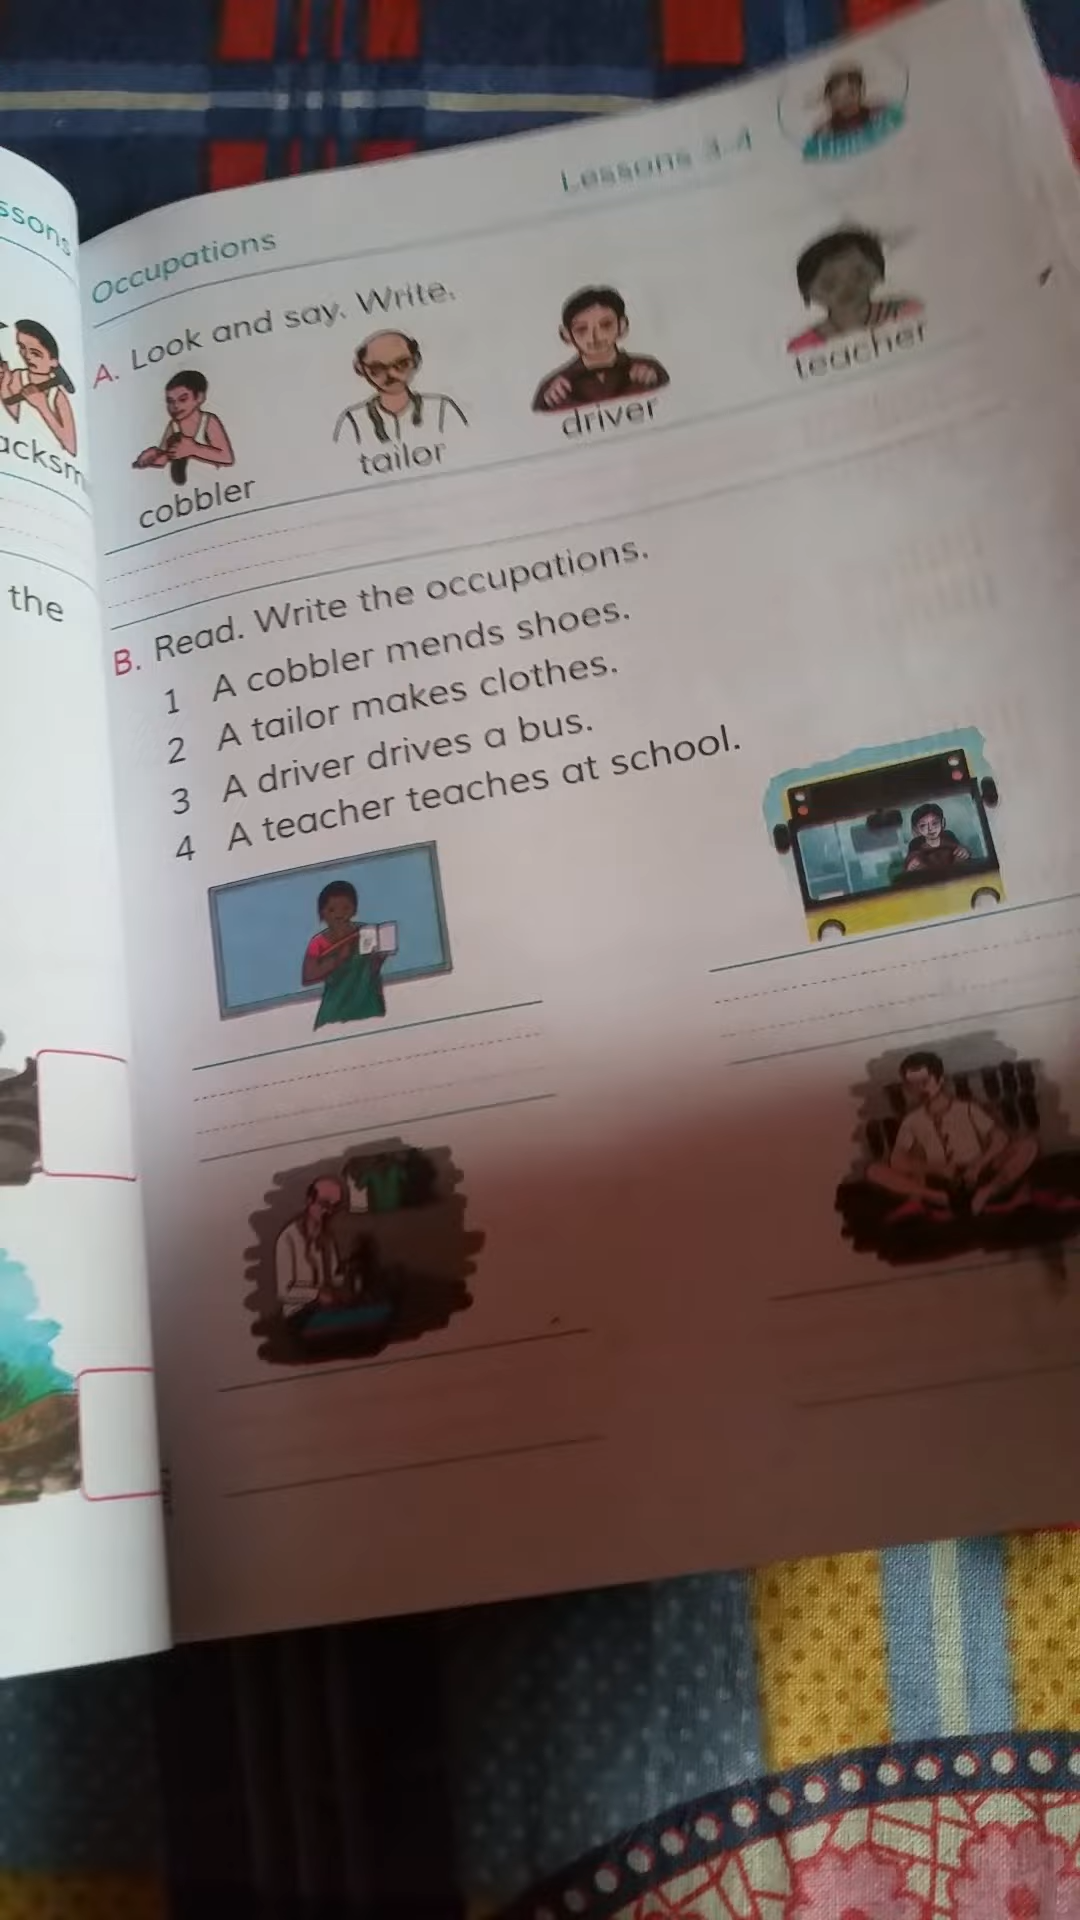 ssons
acksm
the
Lessons 3-4
Occupations
A. Look and say. Write.
cobbler tailor driver teacher
B. Read. Write the occupations.
1 A cobbler mends shoes.
2 A tailor makes clothes.
3 A driver drives a bus.
4 A teacher teaches at school.